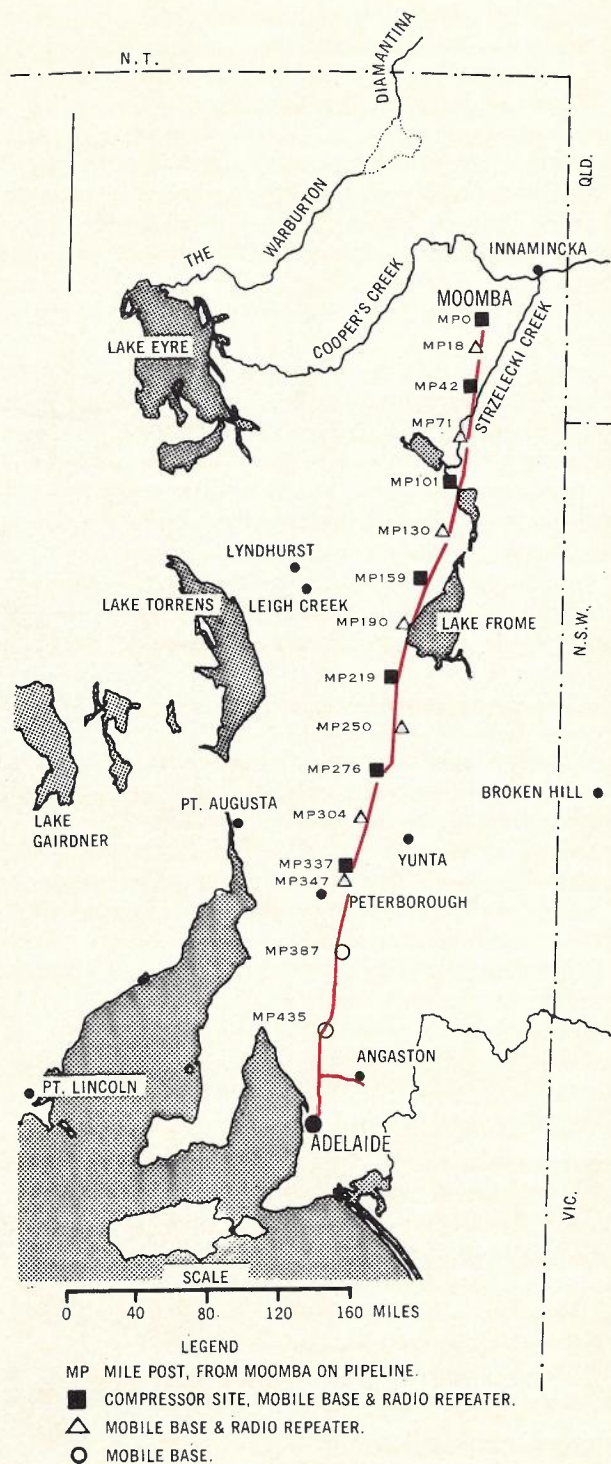 N.T.
DIAMANTINA
QLD.
THE WARBURTON
COOPER'S CREEK
INNAMINCKA
MOOMBA
MP0
LAKE EYRE
MP18
STRZELECKI CREEK
MP42
MP71
MP101
MP130
LYNDHURST
MP159
LAKE TORRENS
LEIGH CREEK
MP190
LAKE FROME
N.S.W.
MP219
MP250
MP276
BROKEN HILL
PT. AUGUSTA
MP304
LAKE
GAIRDNER
YUNTA
MP337
MP347
PETERBOROUGH
MP387
MP435
ANGASTON
PT. LINCOLN
ADELAIDE
VIC.
SCALE
0 40 80 120 160 MILES
LEGEND
MP MILE POST, FROM MOOMBA ON PIPELINE.
COMPRESSOR SITE, MOBILE BASE & RADIO REPEATER.
MOBILE BASE & RADIO REPEATER.
MOBILE BASE.